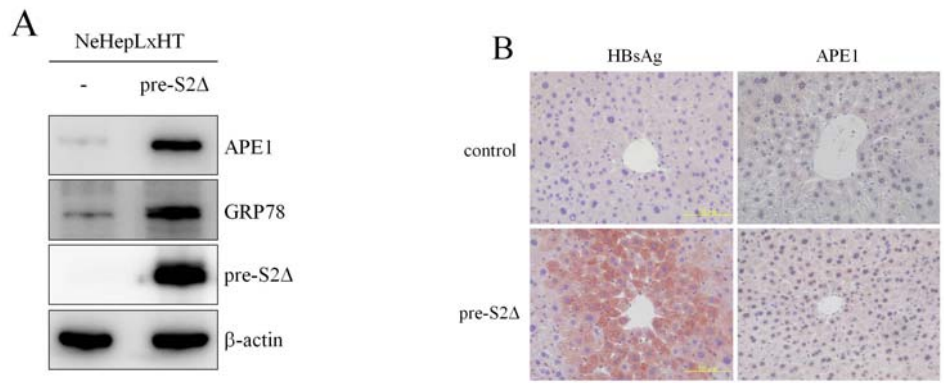 A
NeHepLxHT
- pre-S2Δ
APE1
GRP78
pre-S2Δ
β-actin
B
HBsAg APE1
control
pre-S2Δ